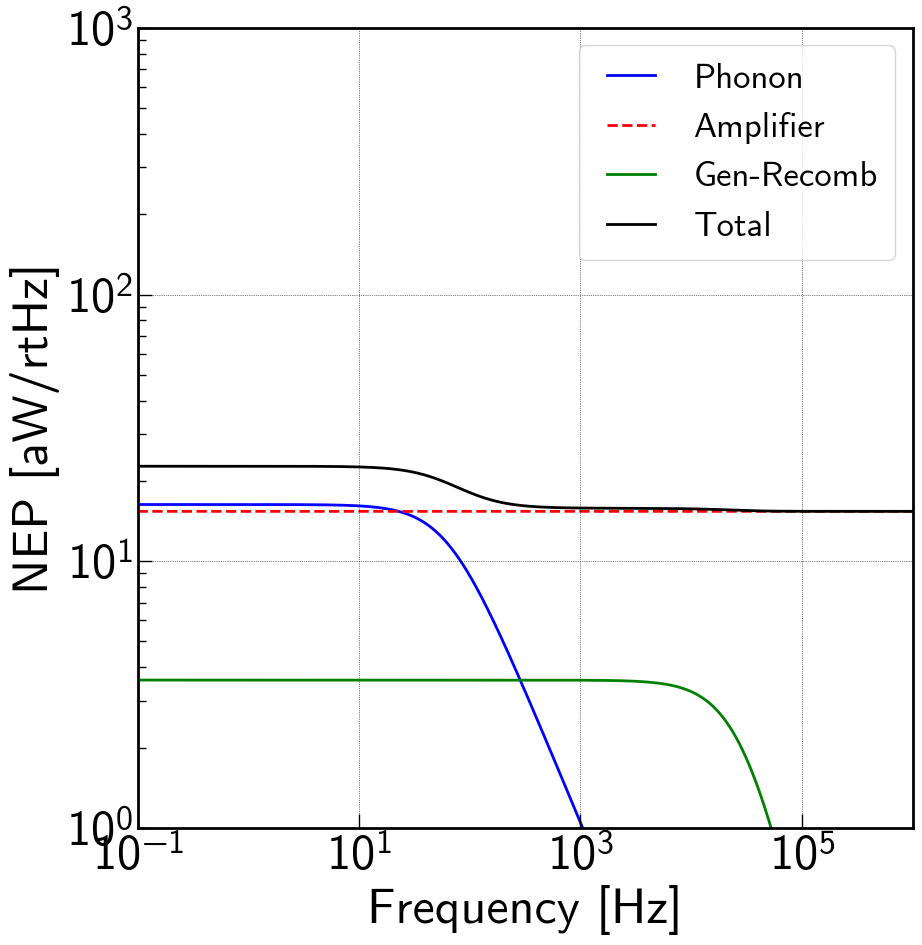 10³
Phonon
Amplifier
Gen-Recomb
Total
10²
NEP [aW/rtHz]
10¹
10⁰
10⁻¹ 10¹ 10³ 10⁵
Frequency [Hz]